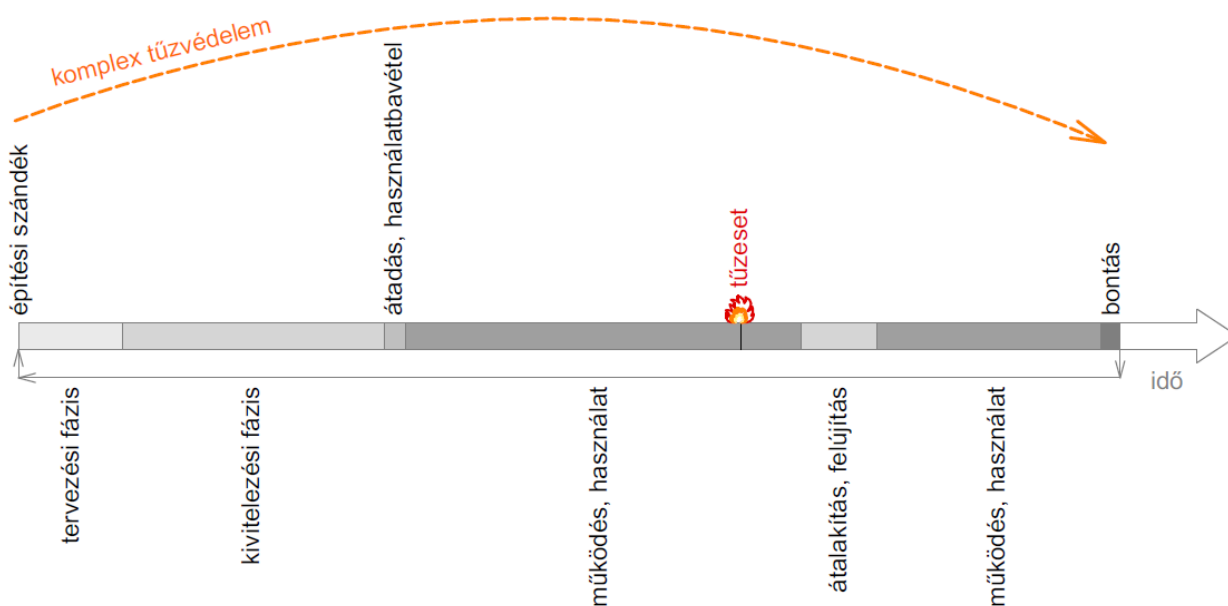 komplex tűzvédelem
építési szándék
átadás, használatbavétel
tűzeset
bontás
idő
tervezési fázis
kivitelezési fázis
működés, használat
átalakítás, felújítás
működés, használat